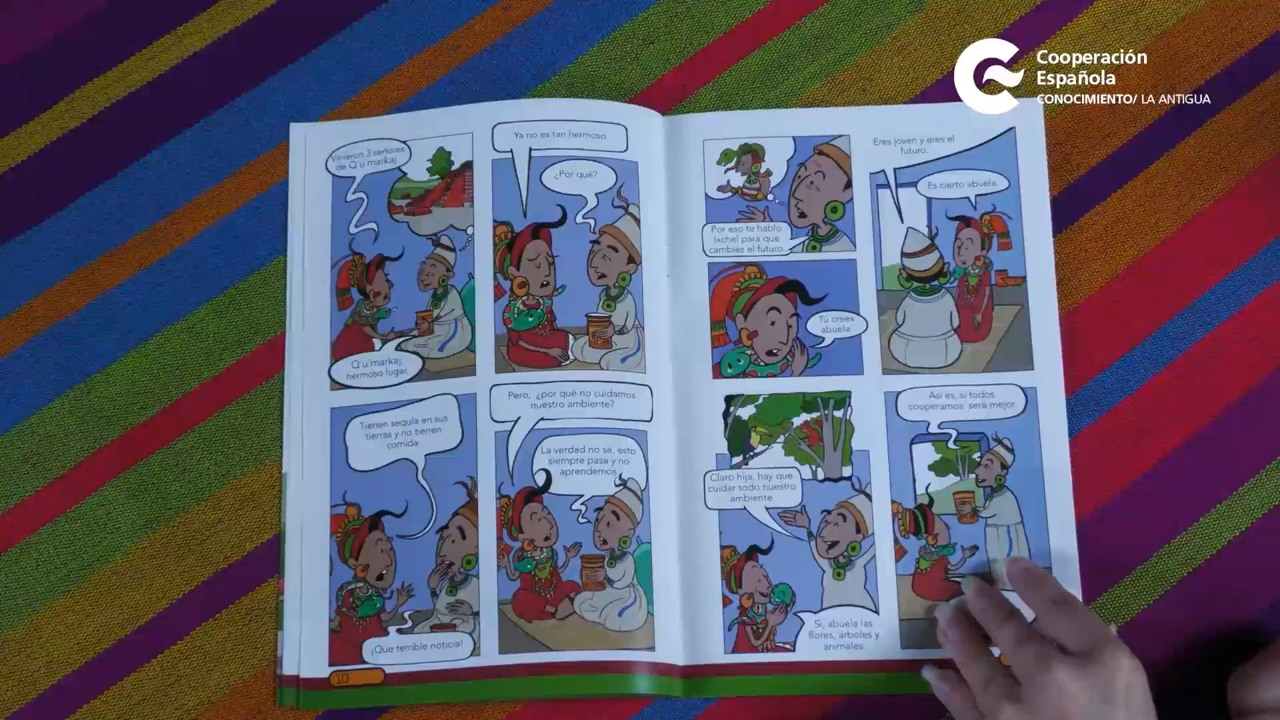 Cooperación
Española
CONOCIMIENTO/ LA ANTIGUA
Vinieron 3 señores
de Q'u markaj
Q'u markaj,
hermoso lugar.
Ya no es tan hermoso
¿Por qué?
Tienen sequía en sus
tierras y no tienen
comida
¡Que terrible noticia!
Pero, ¿por qué no cuidamos
nuestro ambiente?
La verdad no se, esto
siempre pasa y no
aprendemos
10
Por eso te hablo
Ixchel para que
cambies el futuro
Tú crees
abuela
Eres joven y eres el
futuro.
Es cierto abuela
Claro hija, hay que
cuidar todo nuestro
ambiente
Si, abuela las
flores, árboles y
animales.
Asi es, si todos
cooperamos será mejor